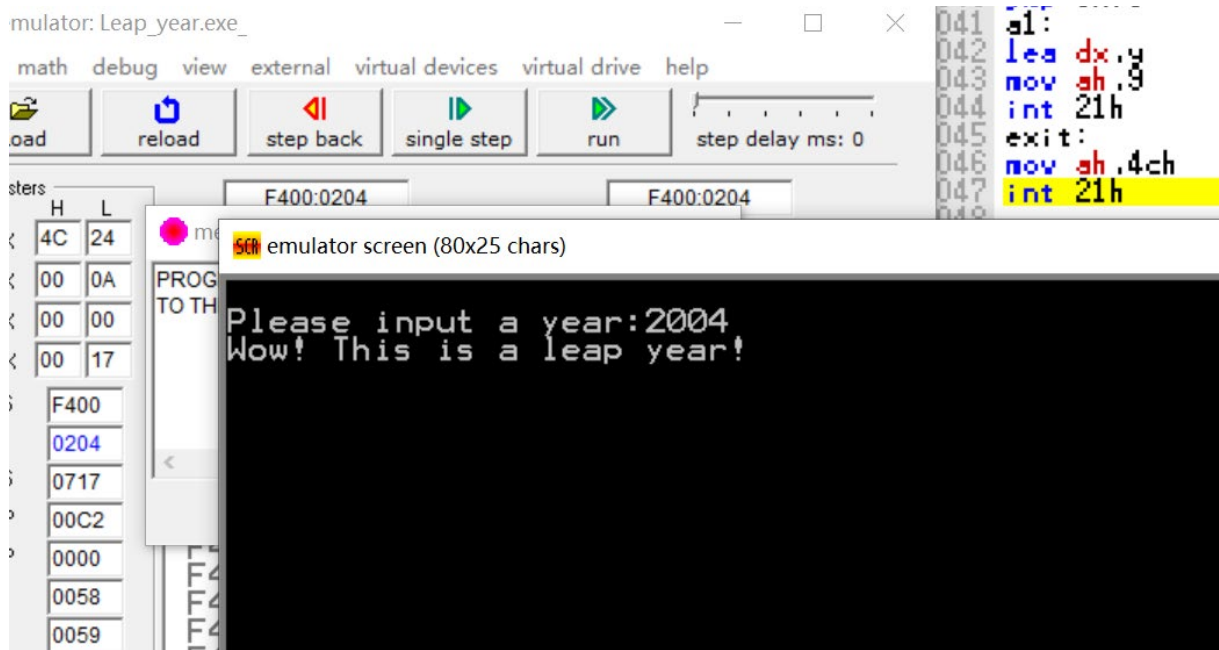 emulator: Leap_year.exe_
math debug view external virtual devices virtual drive help
reload step back single step run step delay ms: 0
H L
F400:0204 F400:0204
4C 24
00 0A
00 00
00 17
F400
0204
0717
00C2
0000
0058
0059
PROG
TO TH
emulator screen (80x25 chars)
Please input a year:2004
Wow! This is a leap year!
041 a1:
042 lea dx,y
043 mov ah,9
044 int 21h
045 exit:
046 mov ah,4ch
047 int 21h